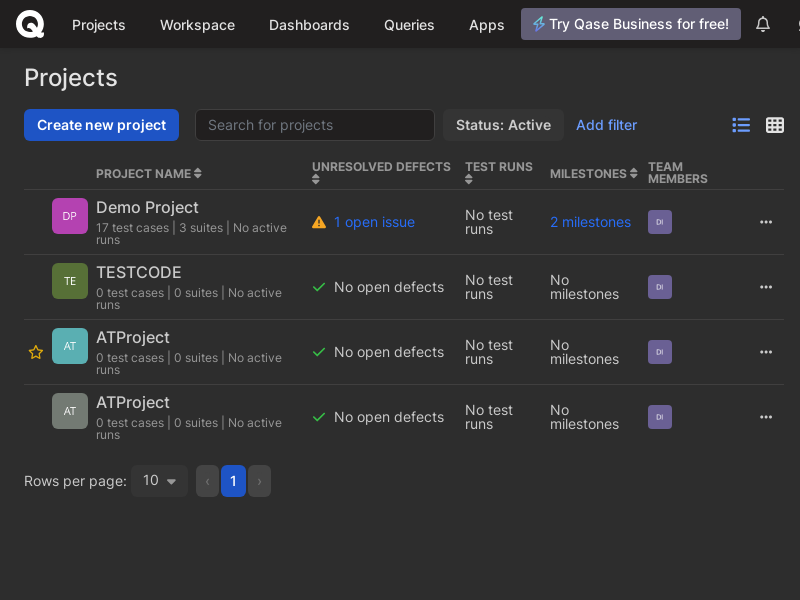 Projects
Workspace
Dashboards
Queries
Apps
Try Qase Business for free!
Projects
Create new project
Search for projects
Status: Active
Add filter
PROJECT NAME
UNRESOLVED DEFECTS
TEST RUNS
MILESTONES
TEAM
MEMBERS
DP
Demo Project
17 test cases | 3 suites | No active
runs
1 open issue
No test
runs
2 milestones
DI
TE
TESTCODE
0 test cases | 0 suites | No active
runs
No open defects
No test
runs
No
milestones
DI
AT
ATProject
0 test cases | 0 suites | No active
runs
No open defects
No test
runs
No
milestones
DI
AT
ATProject
0 test cases | 0 suites | No active
runs
No open defects
No test
runs
No
milestones
DI
Rows per page:
10
‹
1
›